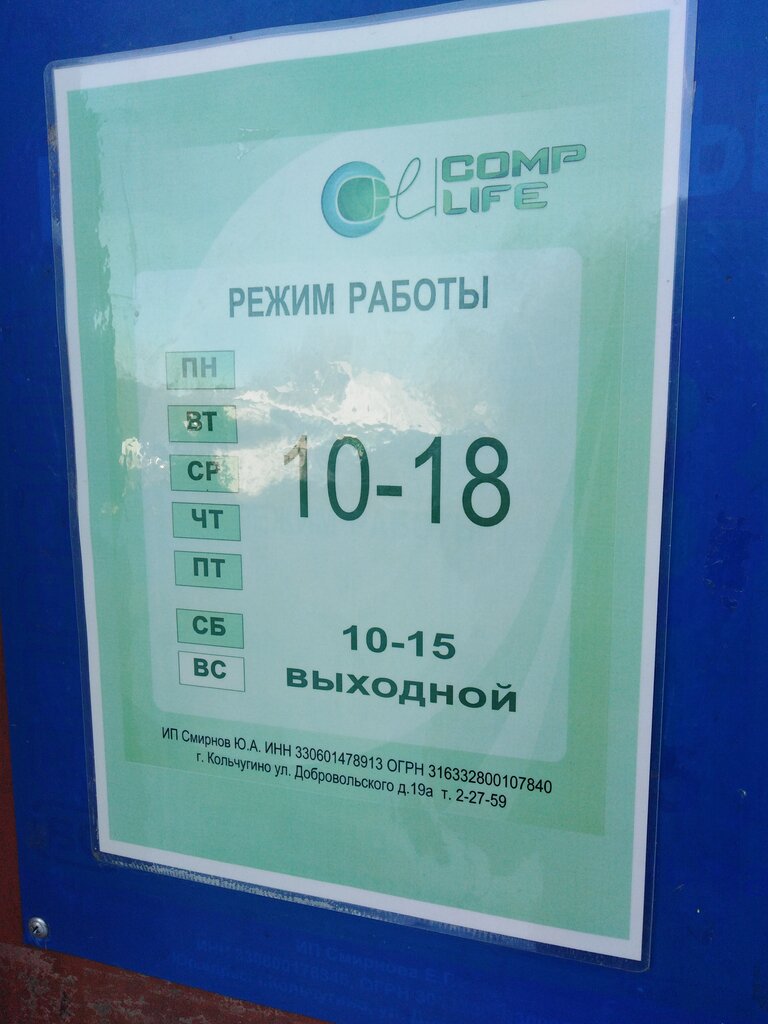 COMP
LIFE
РЕЖИМ РАБОТЫ
ПН
ВТ
СР
10-18
ЧТ
ПТ
СБ
10-15
ВС
ВЫХОДНОЙ
ИП Смирнов Ю.А. ИНН 330601478913 ОГРН 316332800107840
г. Кольчугино ул. Добровольского д.19а т. 2-27-59